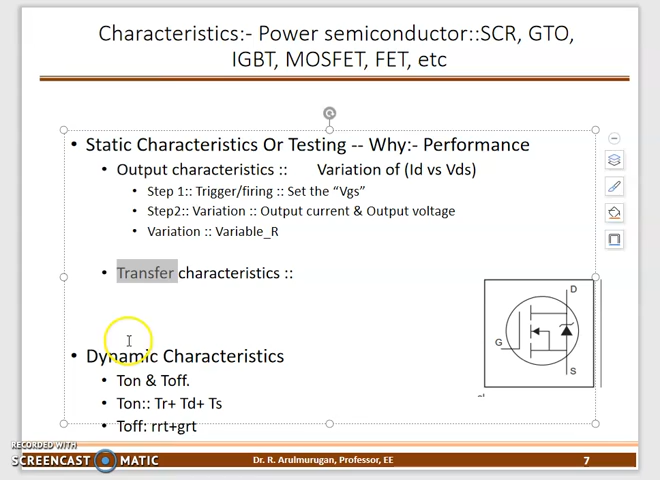 Characteristics:- Power semiconductor::SCR, GTO,
IGBT, MOSFET, FET, etc
• Static Characteristics Or Testing -- Why:- Performance
• Output characteristics :: Variation of (Id vs Vds)
• Step 1:: Trigger/firing :: Set the “Vgs”
• Step2:: Variation :: Output current & Output voltage
• Variation :: Variable_R
• Transfer characteristics ::
D
G
S
• Dynamic Characteristics
• Ton & Toff.
• Ton:: Tr+ Td+ Ts
• Toff: rrt+grt
RECORDED WITH
SCREENCAST MATIC
Dr. R. Arulmurugan, Professor, EE
7